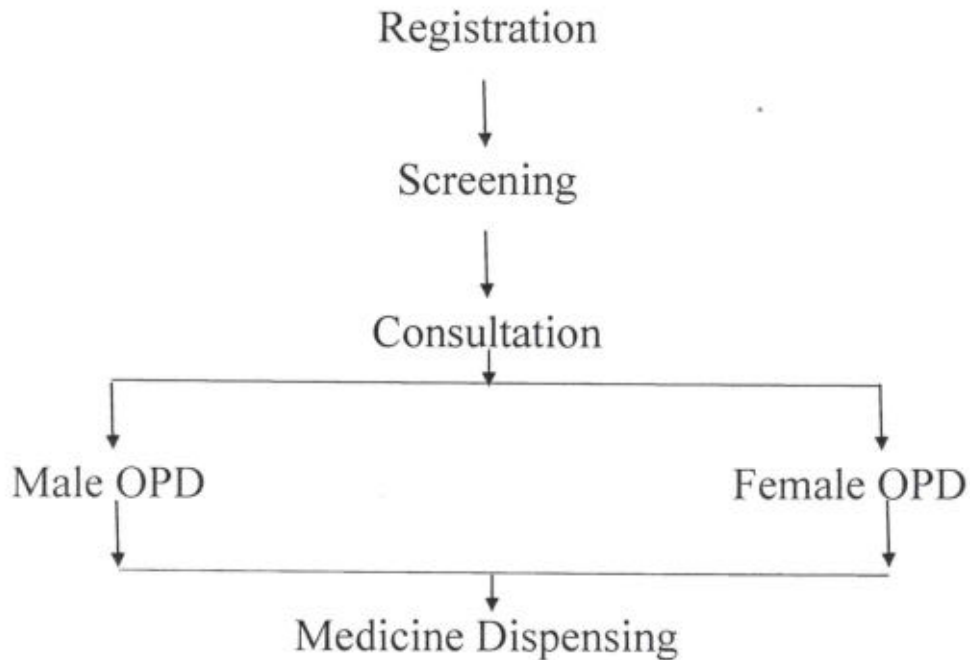 Registration
Screening
Consultation
Male OPD
Female OPD
Medicine Dispensing